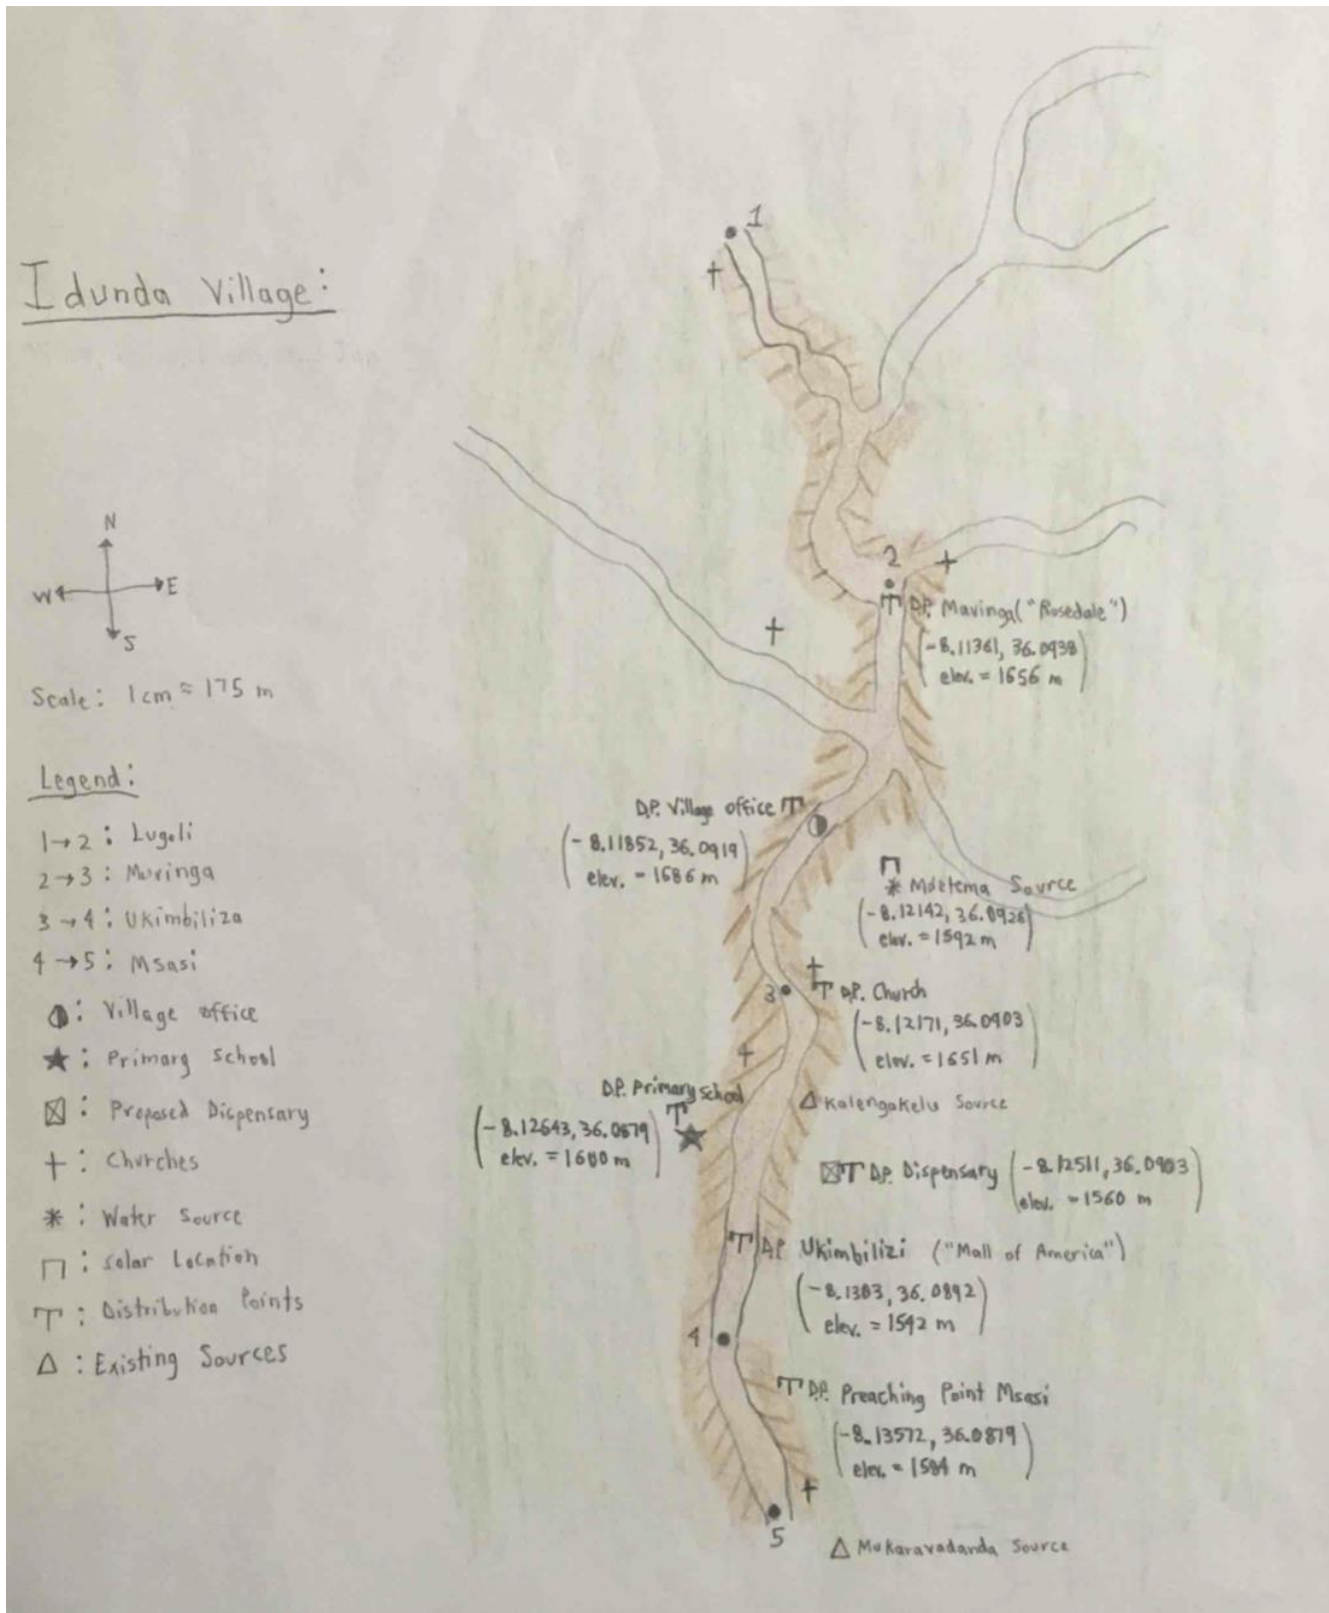 Idunda Village:
N
W E
S
Scale: 1cm ≈ 175 m
Legend:
1→2: Lugoli
2→3: Muringa
3→4: Ukimbiliza
4→5: Msasi
: Village office
: Primary school
: Proposed Dispensary
+ : Churches
* : Water Source
: Solar Location
: Distribution Points
Δ : Existing Sources
1
2
D.P. Mavinga ("Rosedale")
(-8.11361, 36.0938)
elev. = 1656 m
D.P. Village office
(-8.11852, 36.0919)
elev. = 1686 m
* Mdetema Source
(-8.12142, 36.0926)
elev. = 1592 m
3
D.P. Church
(-8.12171, 36.0903)
elev. = 1651 m
D.P. Primary school
(-8.12643, 36.0879)
elev. = 1600 m
Δ Kalengakelu Source
D.P. Dispensary (-8.12511, 36.0903)
elev. = 1560 m
D.P. Ukimbilizi ("Mall of America")
(-8.1303, 36.0892)
elev. = 1592 m
4
D.P. Preaching Point Msasi
(-8.13572, 36.0879)
elev. = 1584 m
5
Δ Mukaravadanda Source